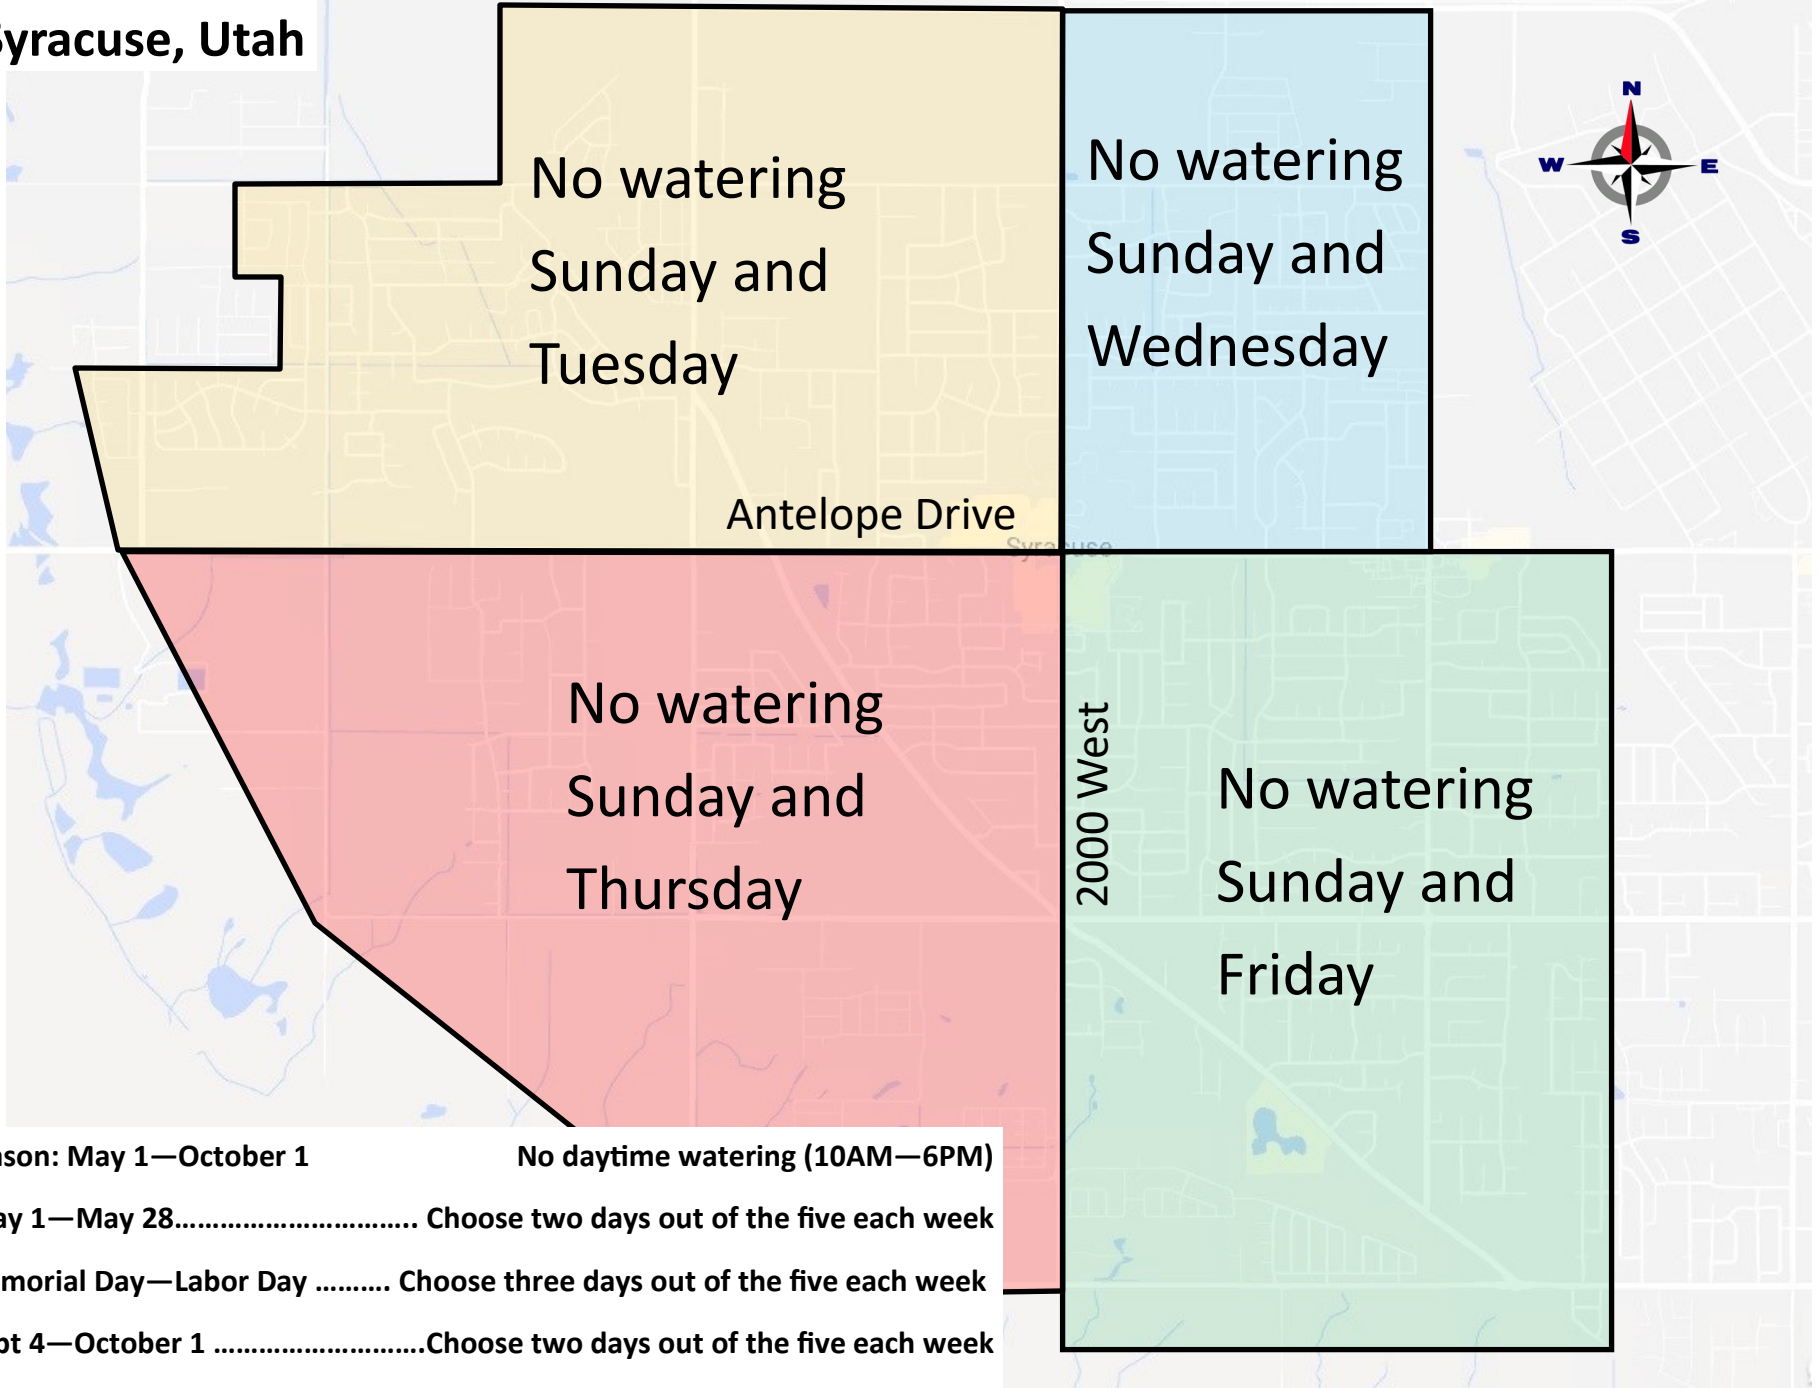 Syracuse, Utah
N
W E
S
No watering
Sunday and
Tuesday
No watering
Sunday and
Wednesday
Antelope Drive
Syracuse
No watering
Sunday and
Thursday
2000 West
No watering
Sunday and
Friday
ason: May 1—October 1 No daytime watering (10AM—6PM)
ay 1—May 28………………………….. Choose two days out of the five each week
morial Day—Labor Day ………. Choose three days out of the five each week
pt 4—October 1 ……………………….Choose two days out of the five each week